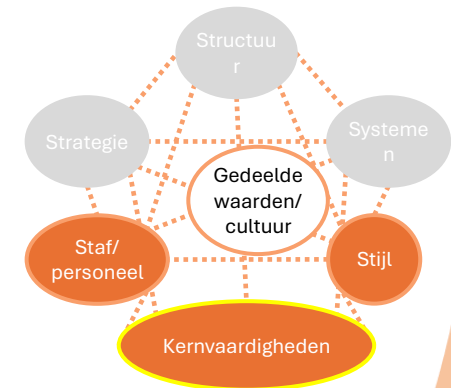 Structuu
r
Strategie
Systeme
n
Gedeelde
waarden/
cultuur
Staf/
personeel
Stijl
Kernvaardigheden